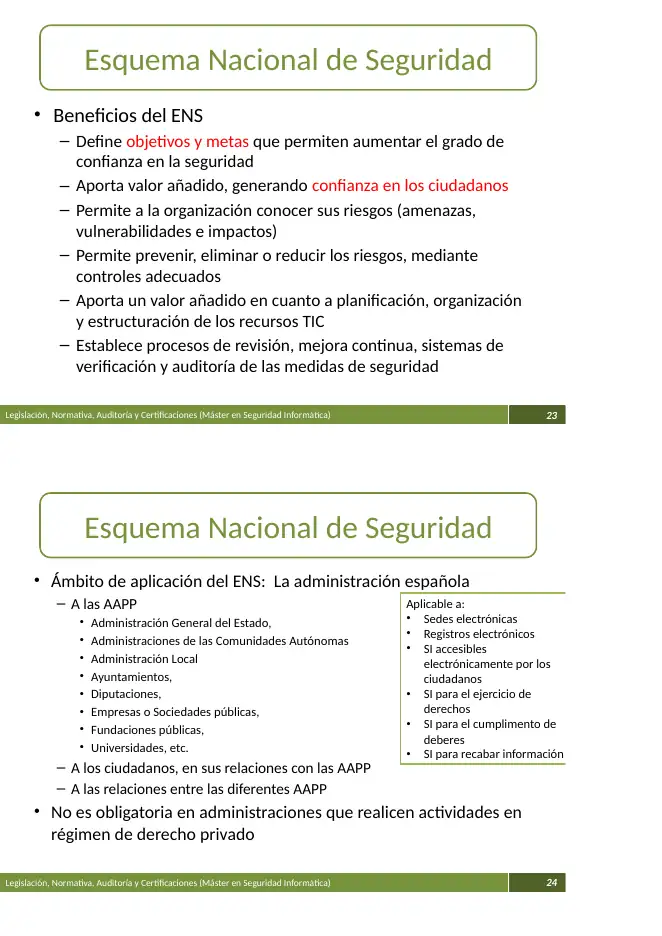 Esquema Nacional de Seguridad
• Beneficios del ENS
– Define objetivos y metas que permiten aumentar el grado de
confianza en la seguridad
– Aporta valor añadido, generando confianza en los ciudadanos
– Permite a la organización conocer sus riesgos (amenazas,
vulnerabilidades e impactos)
– Permite prevenir, eliminar o reducir los riesgos, mediante
controles adecuados
– Aporta un valor añadido en cuanto a planificación, organización
y estructuración de los recursos TIC
– Establece procesos de revisión, mejora continua, sistemas de
verificación y auditoría de las medidas de seguridad
Legislación, Normativa, Auditoría y Certificaciones (Máster en Seguridad Informática)
23
Esquema Nacional de Seguridad
• Ámbito de aplicación del ENS: La administración española
– A las AAPP
• Administración General del Estado,
• Administraciones de las Comunidades Autónomas
• Administración Local
• Ayuntamientos,
• Diputaciones,
• Empresas o Sociedades públicas,
• Fundaciones públicas,
• Universidades, etc.
– A los ciudadanos, en sus relaciones con las AAPP
– A las relaciones entre las diferentes AAPP
Aplicable a:
• Sedes electrónicas
• Registros electrónicos
• SI accesibles
electrónicamente por los
ciudadanos
• SI para el ejercicio de
derechos
• SI para el cumplimento de
deberes
• SI para recabar información
• No es obligatoria en administraciones que realicen actividades en
régimen de derecho privado
Legislación, Normativa, Auditoría y Certificaciones (Máster en Seguridad Informática)
24